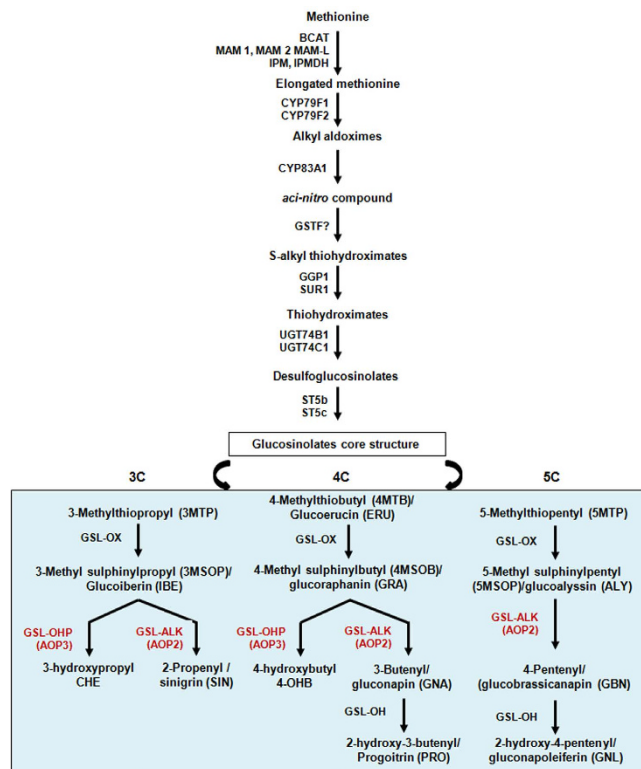 Methionine
BCAT
MAM 1, MAM 2 MAM-L
IPM, IPMDH
Elongated methionine
CYP79F1
CYP79F2
Alkyl aldoximes
CYP83A1
aci-nitro compound
GSTF?
S-alkyl thiohydroximates
GGP1
SUR1
Thiohydroximates
UGT74B1
UGT74C1
Desulfoglucosinolates
ST5b
ST5c
Glucosinolates core structure
3C
4C
5C
3-Methylthiopropyl (3MTP)
4-Methylthiobutyl (4MTB)/
Glucoerucin (ERU)
5-Methylthiopentyl (5MTP)
GSL-OX
GSL-OX
GSL-OX
3-Methyl sulphinylpropyl (3MSOP)/
Glucoiberin (IBE)
4-Methyl sulphinylbutyl (4MSOB)/
glucoraphanin (GRA)
5-Methyl sulphinylpentyl
(5MSOP)/glucoalyssin (ALY)
GSL-OHP
(AOP3)
GSL-ALK
(AOP2)
GSL-OHP
(AOP3)
GSL-ALK
(AOP2)
GSL-ALK
(AOP2)
3-hydroxypropyl
CHE
2-Propenyl /
sinigrin (SIN)
4-hydroxybutyl
4-OHB
3-Butenyl/
gluconapin (GNA)
4-Pentenyl/
(glucobrassicanapin (GBN)
GSL-OH
GSL-OH
2-hydroxy-3-butenyl/
Progoitrin (PRO)
2-hydroxy-4-pentenyl/
gluconapoleiferin (GNL)